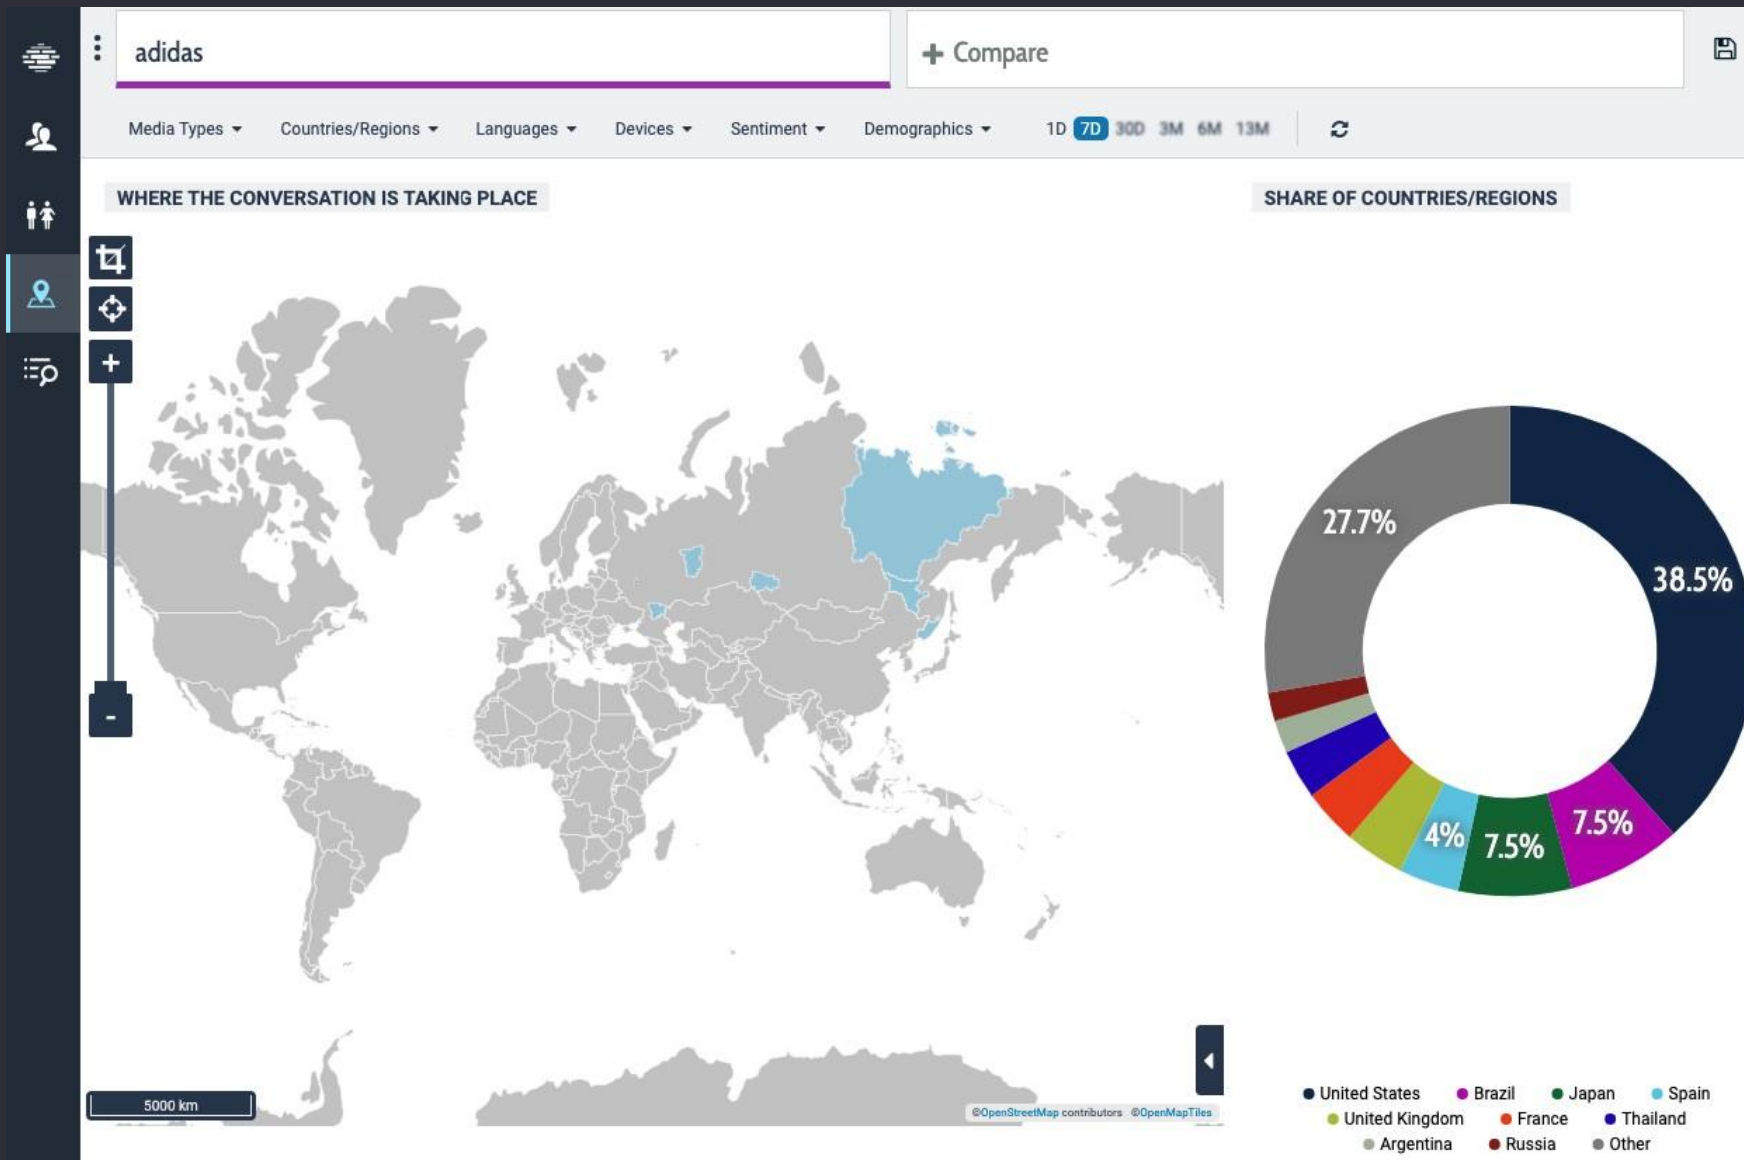 adidas
+ Compare
Media Types
Countries/Regions
Languages
Devices
Sentiment
Demographics
1D 7D 30D 3M 6M 13M
WHERE THE CONVERSATION IS TAKING PLACE
SHARE OF COUNTRIES/REGIONS
+
-
27.7%
38.5%
4%
7.5%
7.5%
5000 km
©OpenStreetMap contributors ©OpenMapTiles
United States Brazil Japan Spain
United Kingdom France Thailand
Argentina Russia Other